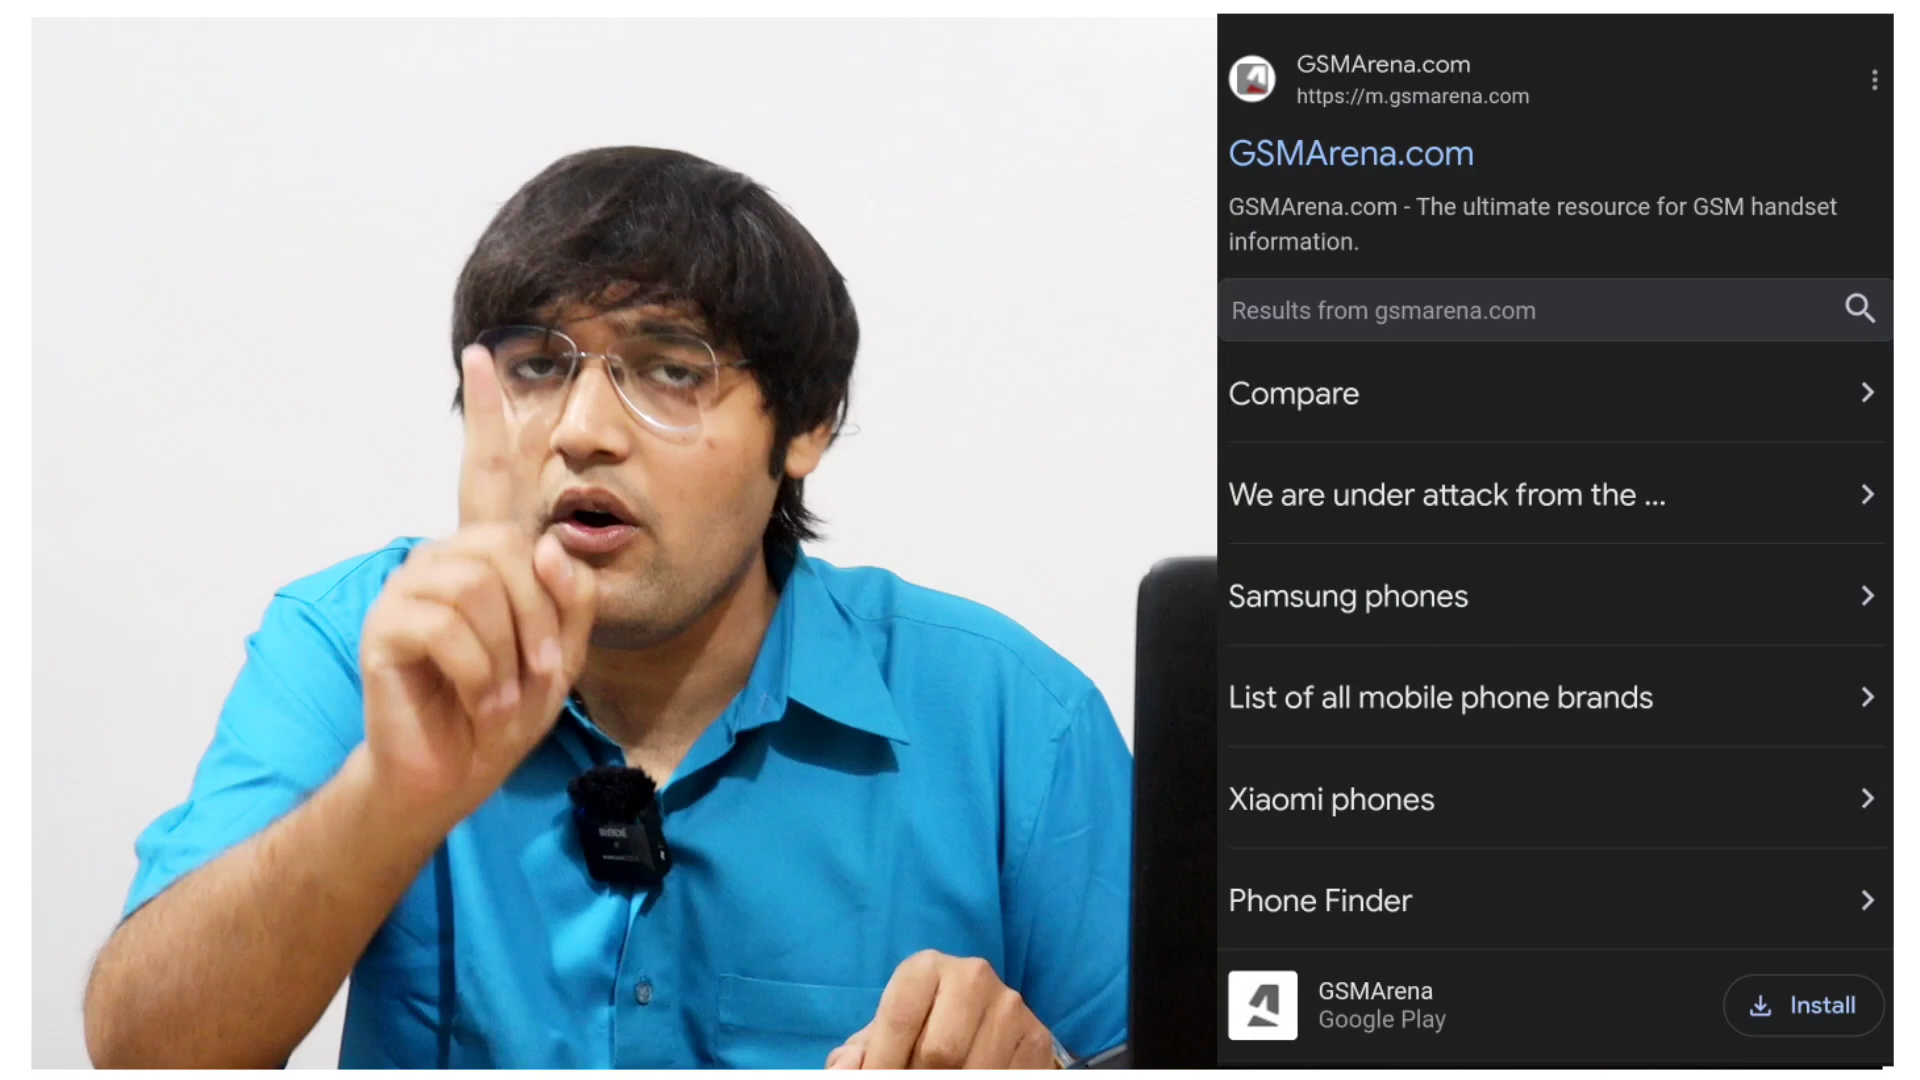 GSMArena.com
https://m.gsmarena.com
GSMArena.com
GSMArena.com - The ultimate resource for GSM handset
information.
Results from gsmarena.com
Compare
We are under attack from the ...
Samsung phones
List of all mobile phone brands
Xiaomi phones
Phone Finder
GSMArena
Google Play
Install
RODE